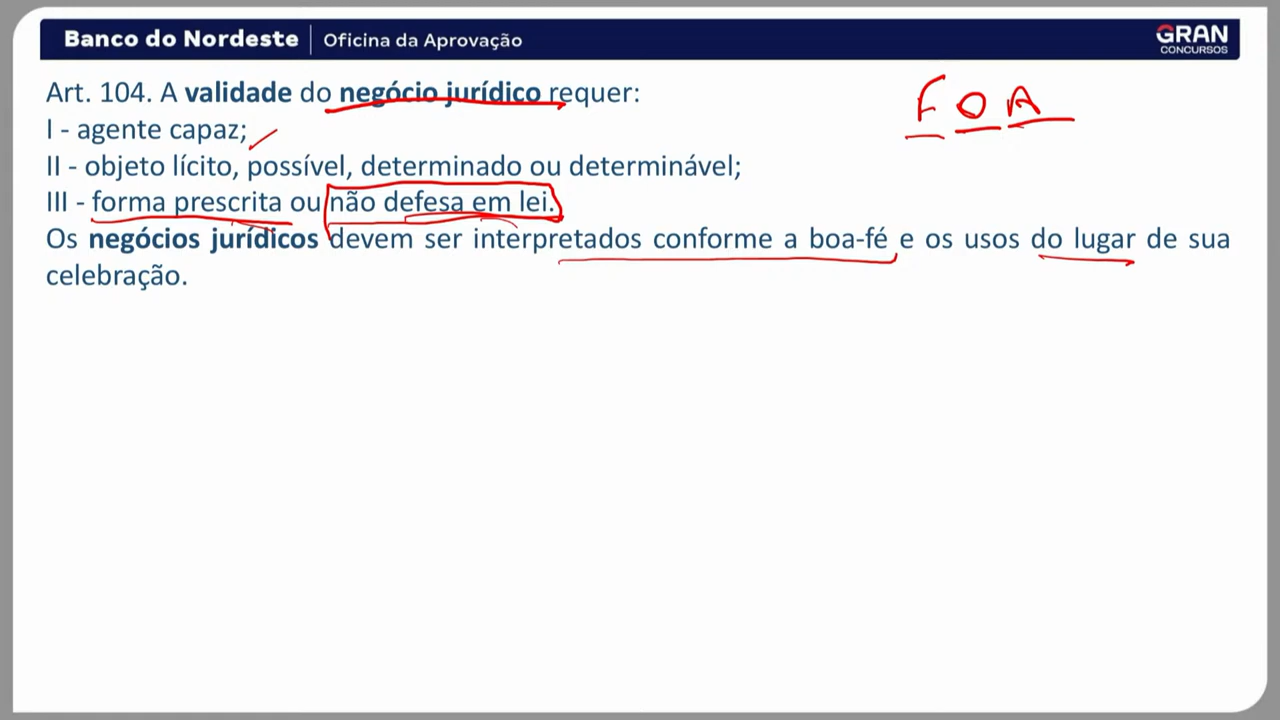 Banco do Nordeste | Oficina da Aprovação
GRAN
CONCURSOS
Art. 104. A validade do negócio jurídico requer:
F O A
I - agente capaz;
II - objeto lícito, possível, determinado ou determinável;
III - forma prescrita ou não defesa em lei.
Os negócios jurídicos devem ser interpretados conforme a boa-fé e os usos do lugar de sua
celebração.